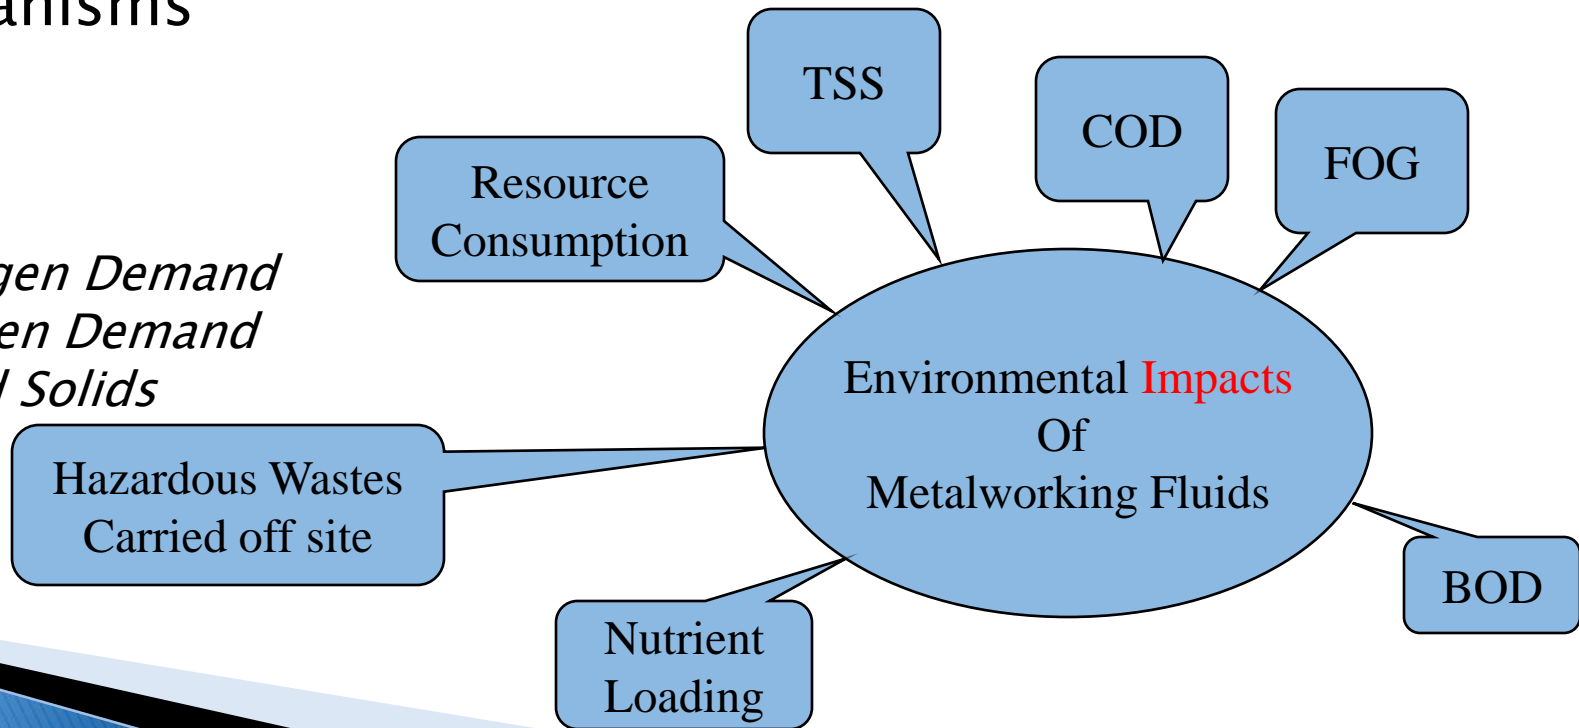 anisms
TSS
COD
FOG
Resource
Consumption
gen Demand
en Demand
d Solids
Environmental Impacts
Of
Metalworking Fluids
Hazardous Wastes
Carried off site
BOD
Nutrient
Loading